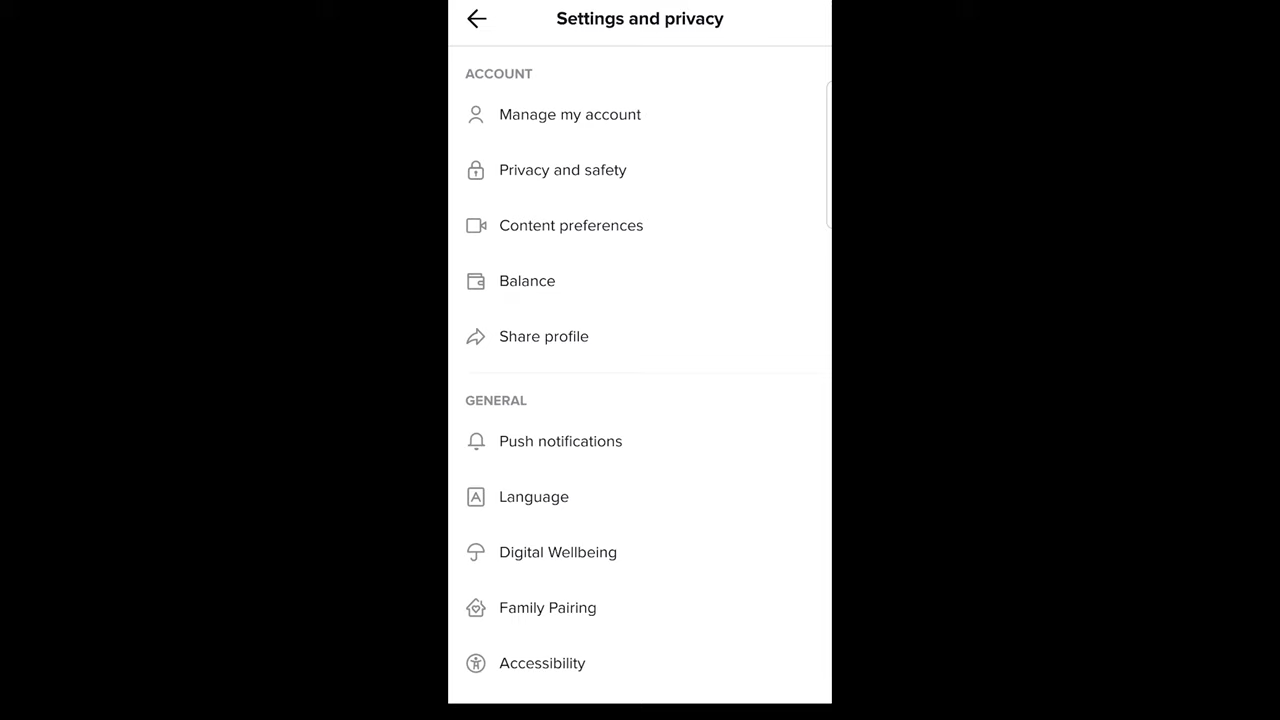 Settings and privacy
ACCOUNT
Manage my account
Privacy and safety
Content preferences
Balance
Share profile
GENERAL
Push notifications
Language
Digital Wellbeing
Family Pairing
Accessibility